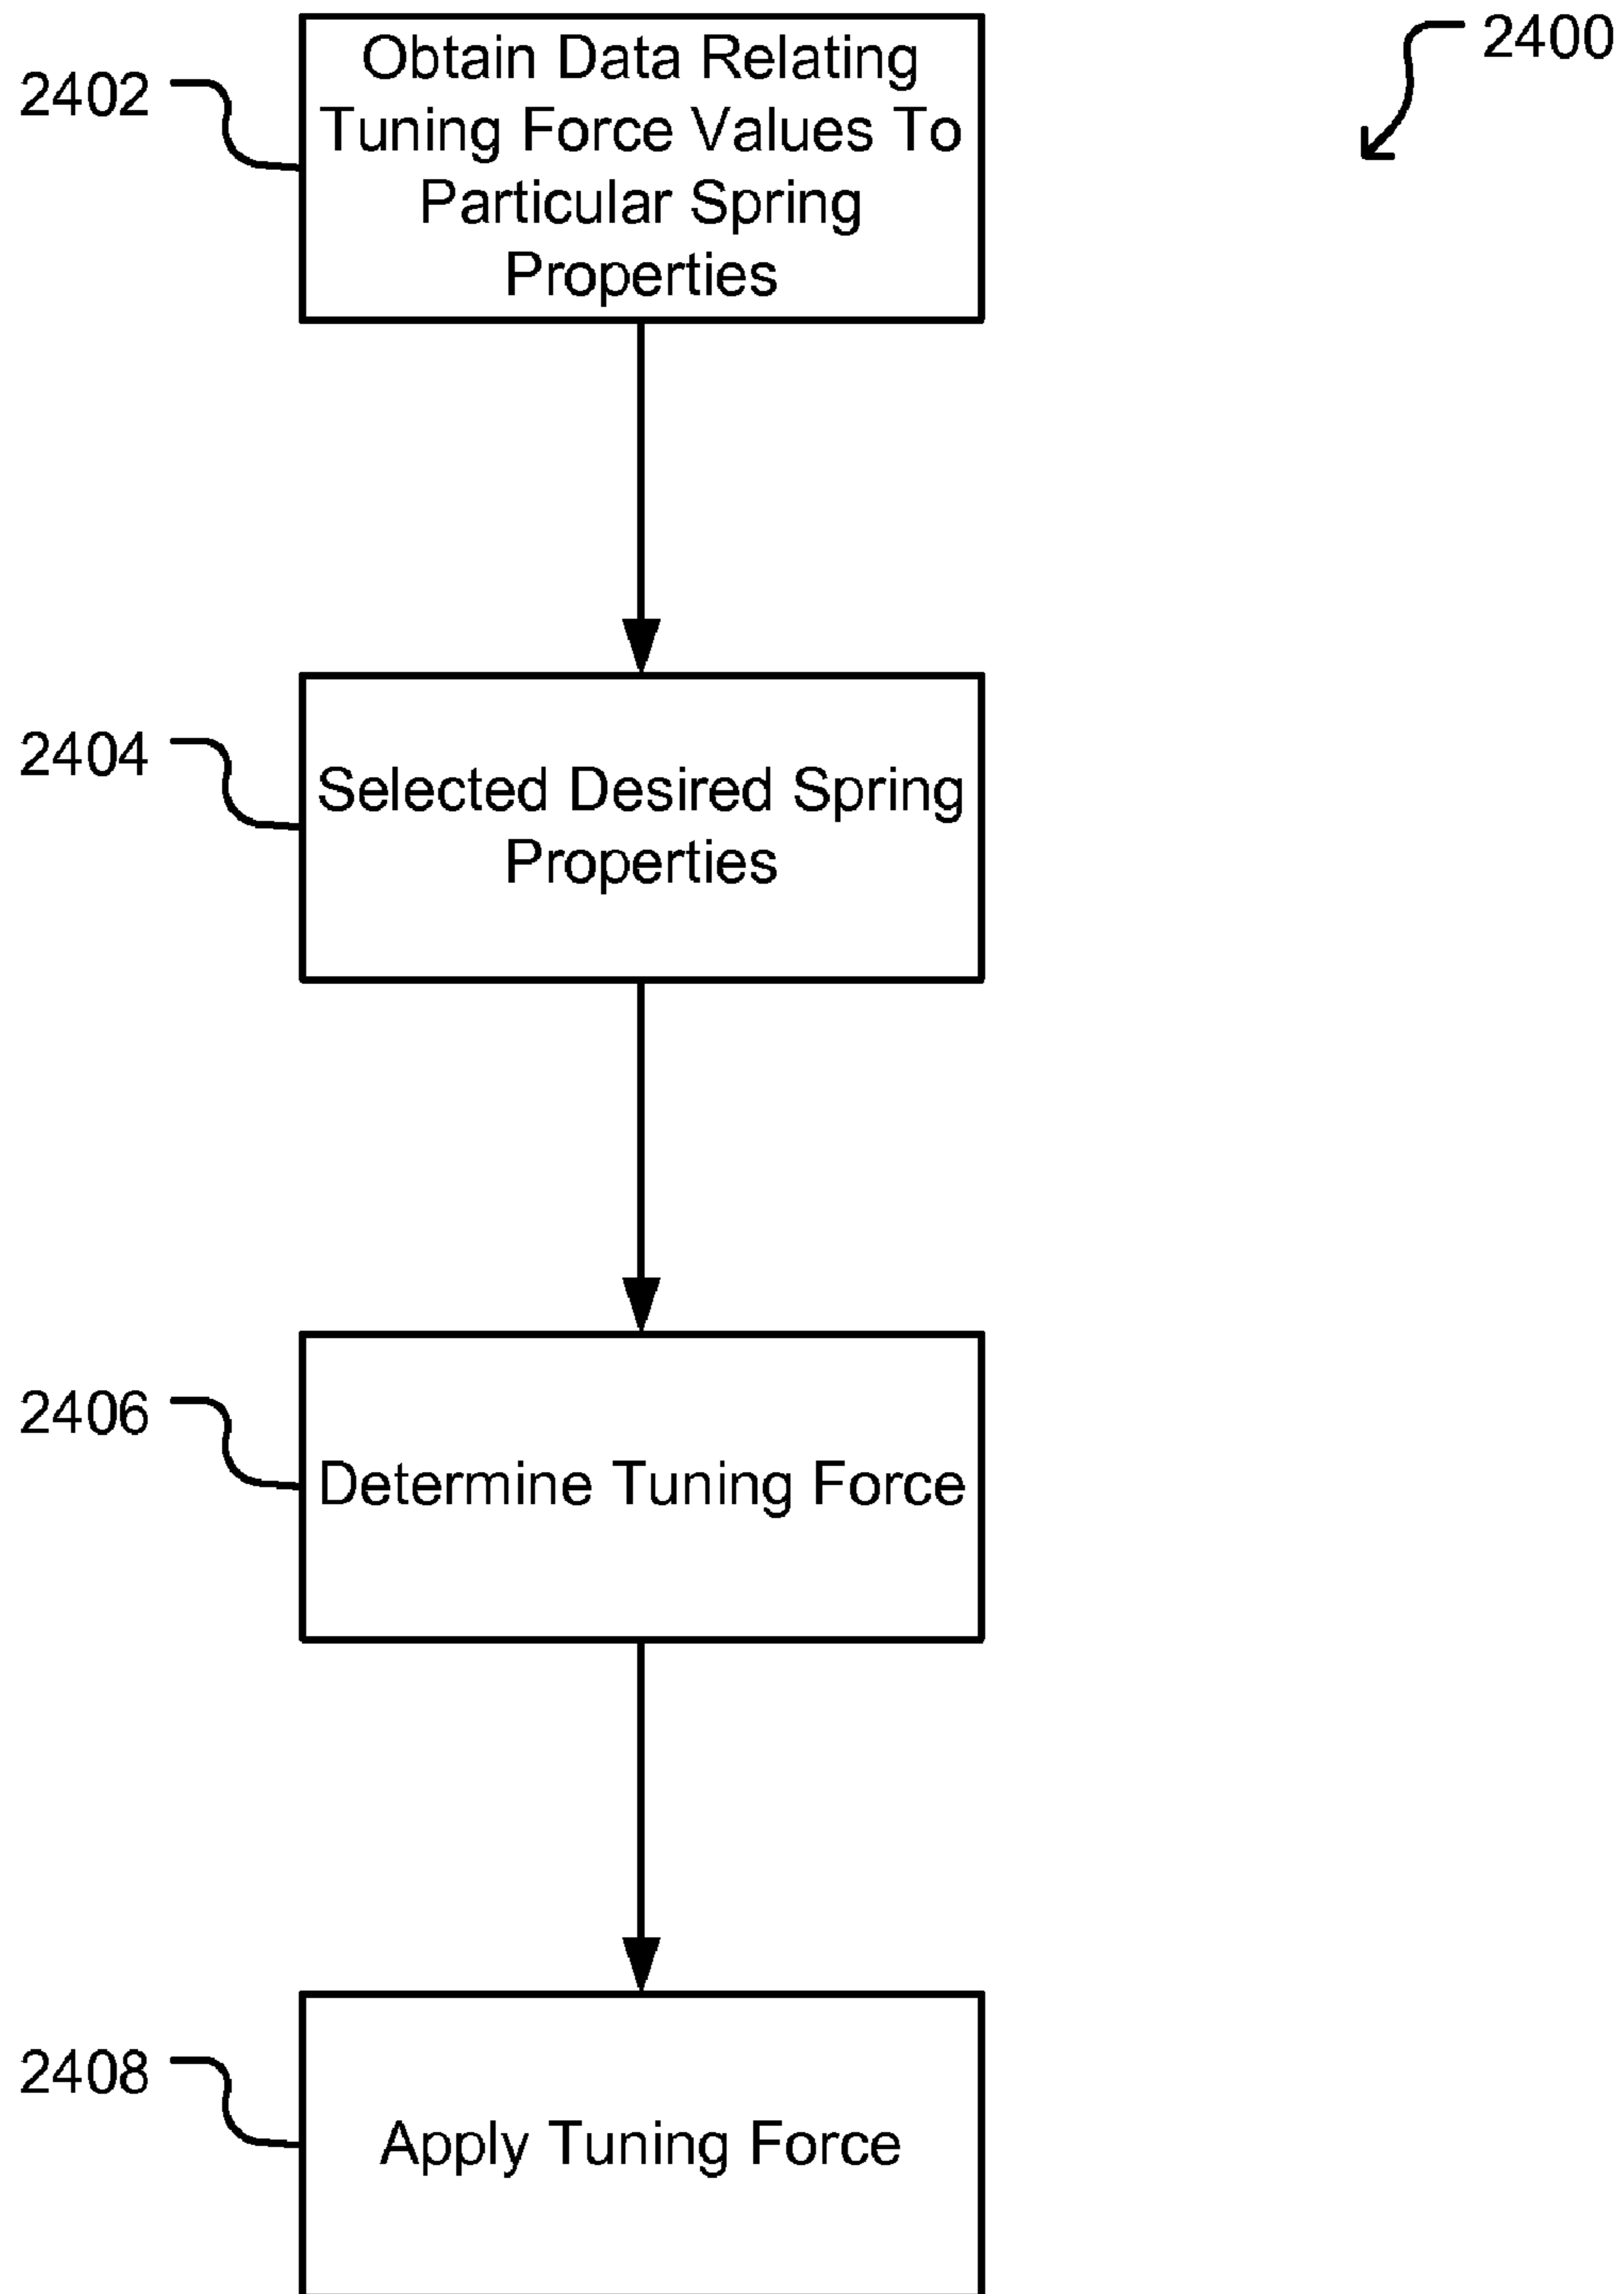 2400
2402
Obtain Data Relating
Tuning Force Values To
Particular Spring
Properties
2404
Selected Desired Spring
Properties
2406
Determine Tuning Force
2408
Apply Tuning Force